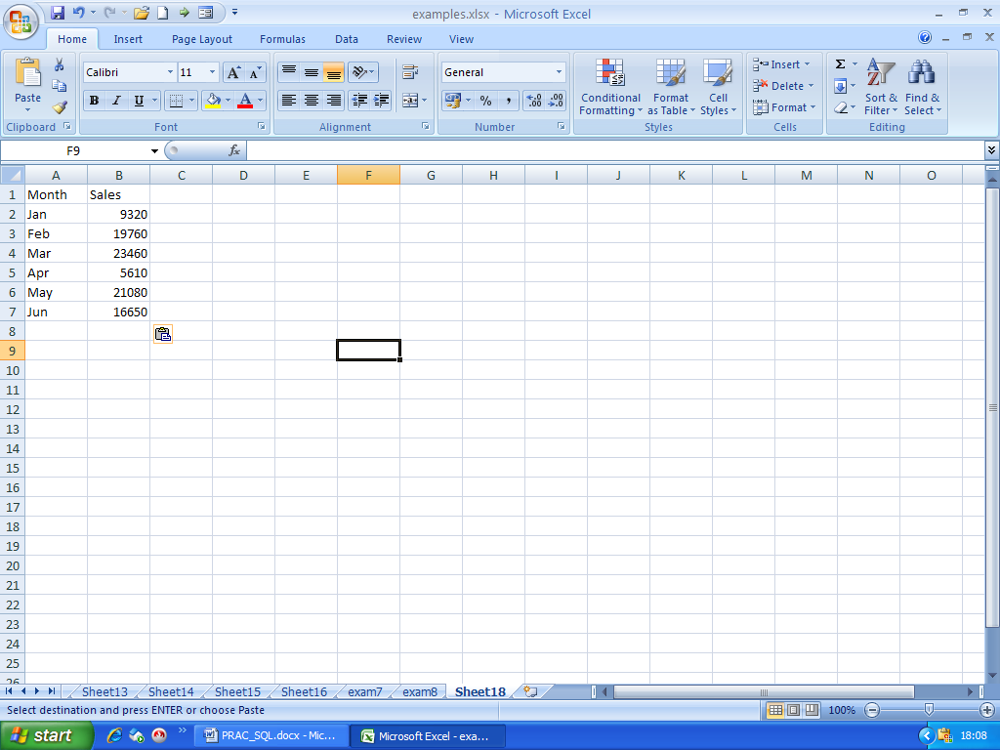 examples.xlsx - Microsoft Excel
Home Insert Page Layout Formulas Data Review View
Paste
Clipboard
Calibri 11
B I U A
Font
Alignment
General
% ,
Number
Conditional Formatting
Format as Table
Cell Styles
Styles
Insert
Delete
Format
Cells
Σ
Sort & Filter
Find & Select
Editing
F9 fx
A B C D E F G H I J K L M N O
1 Month Sales
2 Jan 9320
3 Feb 19760
4 Mar 23460
5 Apr 5610
6 May 21080
7 Jun 16650
8
9
10
11
12
13
14
15
16
17
18
19
20
21
22
23
24
25
26
Sheet13 Sheet14 Sheet15 Sheet16 exam7 exam8 Sheet18
Select destination and press ENTER or choose Paste 100%
start PRAC_SQL.docx - Mic... Microsoft Excel - exa... 18:08